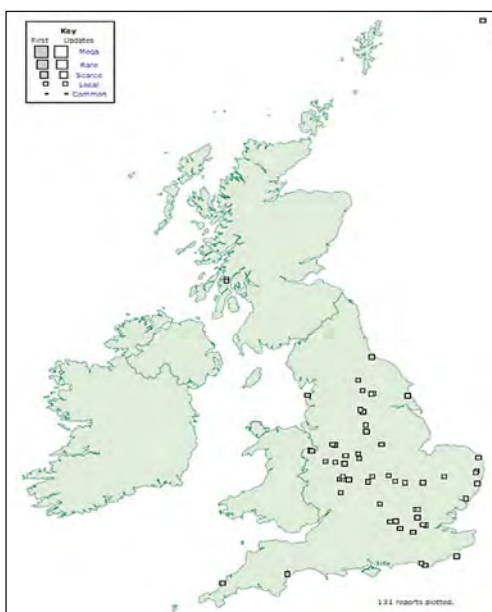 Key
First Updates
Mega
Rare
Scarce
Local
Common
131 reports plotted.